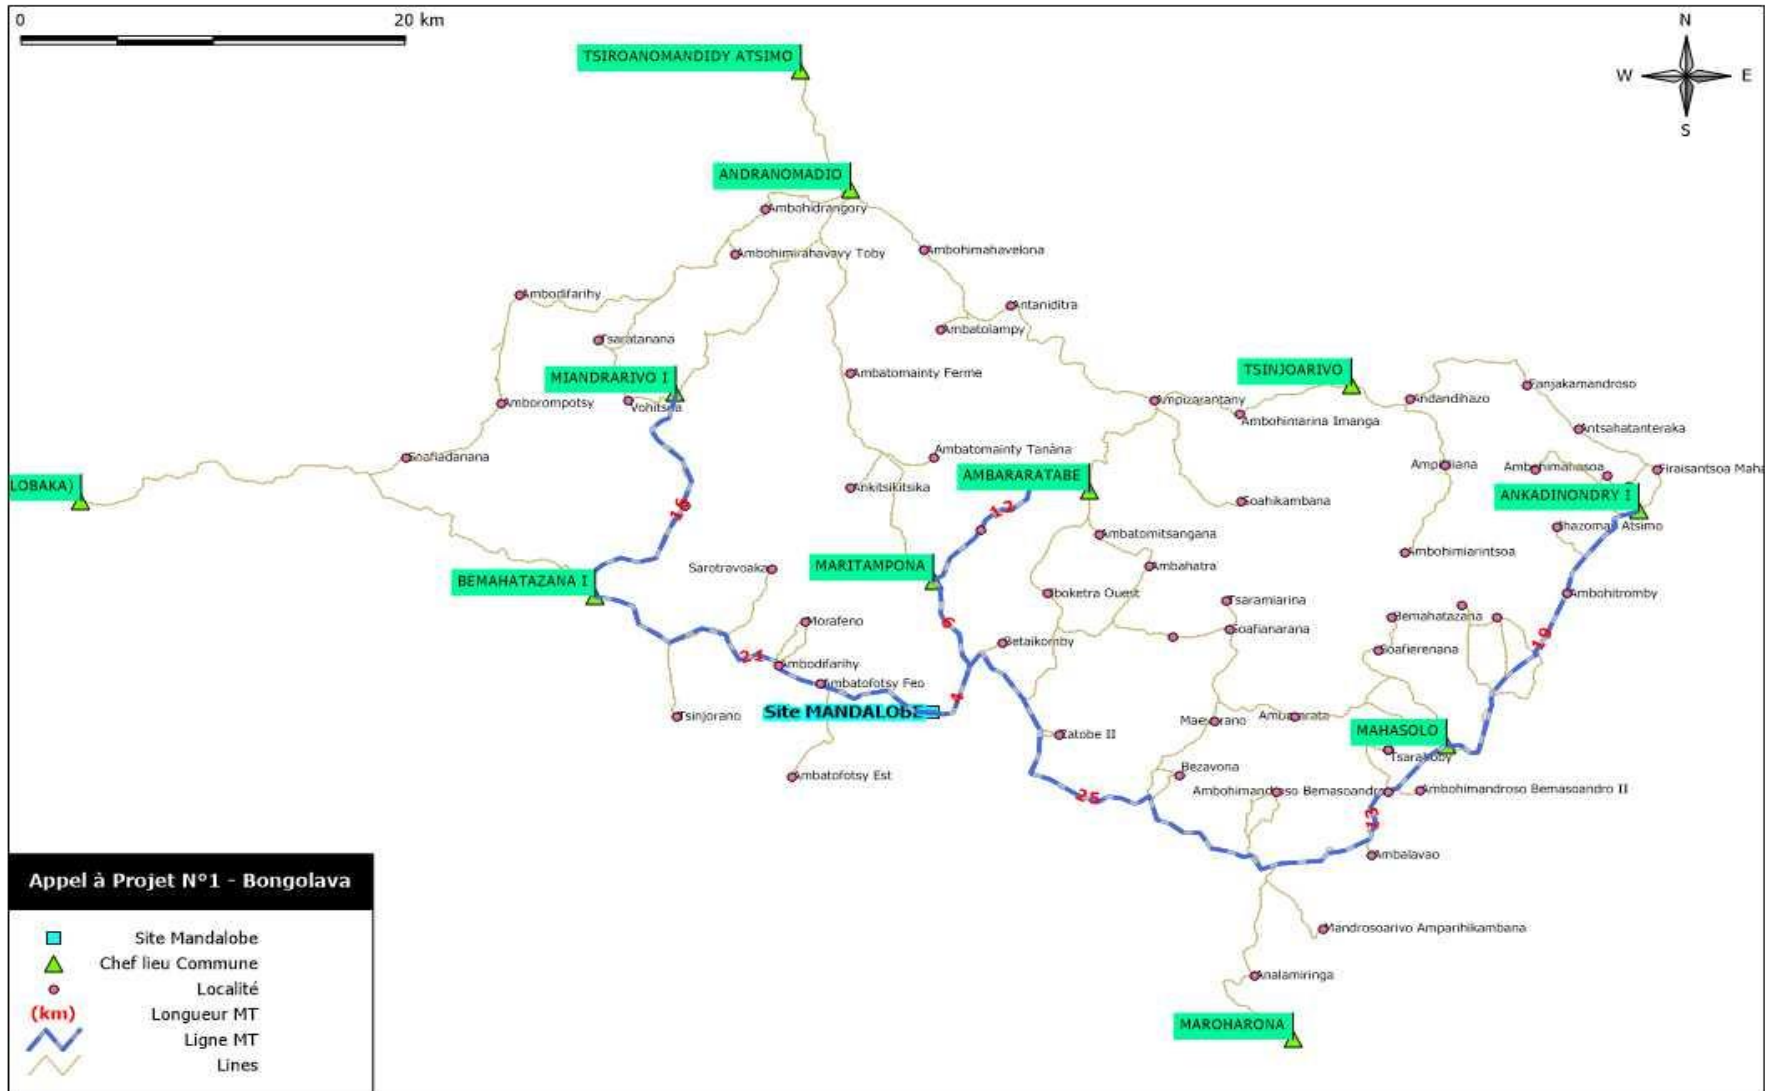 0
20 km
N
W
E
S
TSIROANOMANDIDY ATSIMO
ANDRANOMADIO
Ambohidrangory
Ambohimirahavavy Toby
Ambohimahavelona
Ambodifarihy
Antaniditra
Ambatolampy
Tsaratanana
MIANDRARIVO I
Vohitsoa
Ambatomainty Ferme
TSINJOARIVO
Fanjakamandroso
Amborompotsy
Ampizarantany
Andandihazo
Ambohimarina Imanga
Antsahatanteraka
Soafiadanana
Ambatomainty Tanàna
Firaisantsoa Maha
LOBAKA)
Ankitsikitsika
AMBARARATABE
Soahikambana
ANKADINONDRY I
16
12
Ambatomitsangana
Ambohimiarintsoa
Atsimo
BEMAHATAZANA I
Sarotravoaka
MARITAMPONA
Ambahatra
Iboketra Ouest
Tsaramiarina
Ambohitromby
Morafeno
6
Soafianarana
Bemahatazana
19
Betaikomby
Soafierenana
21
Ambodifarihy
Ambatofotsy Feo
4
Site MANDALOBE
Tsinjorano
Zatobe II
MAHASOLO
Ambatofotsy Est
Bezavona
25
Ambohimandroso Bemasoandro
Ambohimandroso Bemasoandro II
13
Ambalavao
Mandrosoarivo Amparihikambana
Analamiringa
MAROHARONA
Appel à Projet N°1 - Bongolava
Site Mandalobe
Chef lieu Commune
Localité
(km) Longueur MT
Ligne MT
Lines